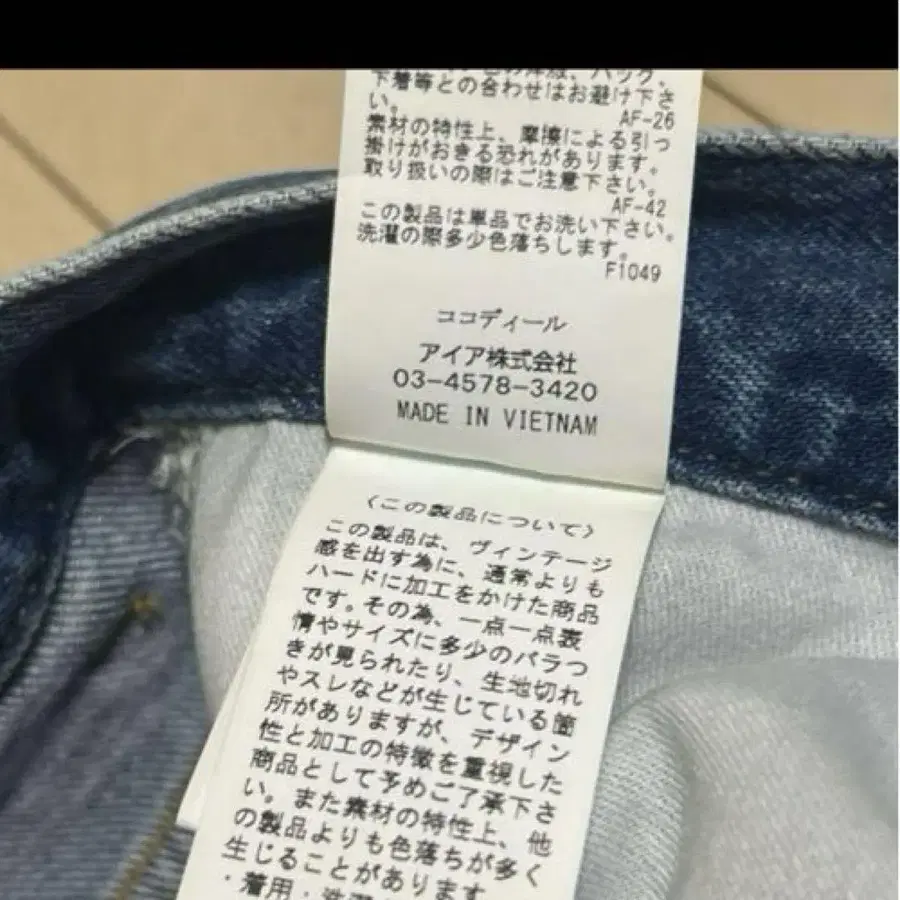 下着等との合わせはお避け下さ
い。
AF-26
素材の特性上、摩擦による引っ
掛けがおきる恐れがあります。
取り扱いの際はご注意下さい。
AF-42
この製品は単品でお洗い下さい。
洗濯の際多少色落ちします。
F1049
ココディール
アイア株式会社
03-4578-3420
MADE IN VIETNAM
〈この製品について〉
この製品は、ヴィンテージ
感を出す為に、通常よりも
ハードに加工をかけた商品
です。その為、一点一点表
情やサイズに多少のバラつ
きが見られたり、生地切れ
やスレなどが生じている箇
所がありますが、デザイン
性と加工の特徴を重視した
商品として予めご了承下さ
い。また素材の特性上、他
の製品よりも色落ちが多く
生じることがあります
・着用・洗濯